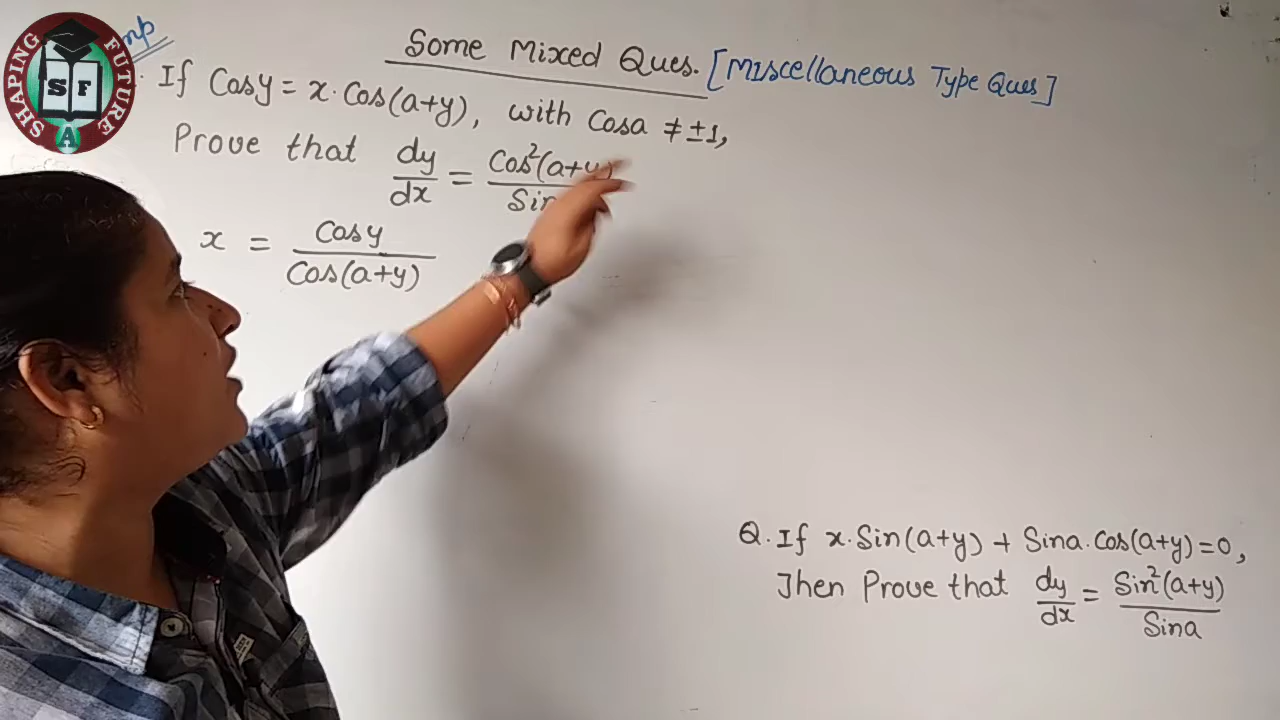 SHAPING FUTURE
S F
A
Imp
Some Mixed Ques. [Miscellaneous Type Ques]
If Cosy = x·Cos(a+y), with Cosa ≠ ±1,
Prove that dy/dx = Cos²(a+y)/Sin
x = Cosy/Cos(a+y)
Q. If x·Sin(a+y) + Sina.Cos(a+y)=0,
Then Prove that dy/dx = Sin²(a+y)/Sina